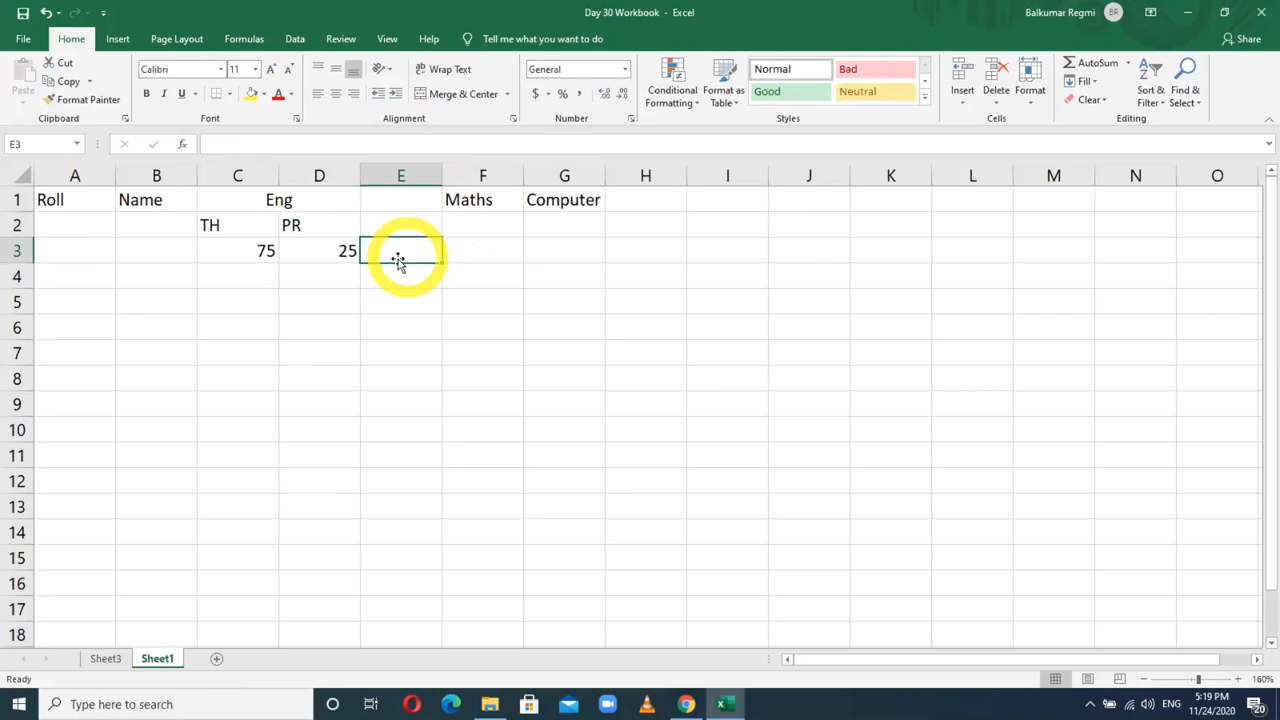 Day 30 Workbook - Excel
Balkumar Regmi BR
File Home Insert Page Layout Formulas Data Review View Help Tell me what you want to do Share
Paste
Cut
Copy
Format Painter
Clipboard
Calibri 11
B I U
Font
Wrap Text
Merge & Center
Alignment
General
$ % ,
Number
Conditional Formatting
Format as Table
Normal Bad
Good Neutral
Styles
Insert Delete Format
Cells
AutoSum
Fill
Clear
Sort & Filter
Find & Select
Editing
E3 fx
A B C D E F G H I J K L M N O
1 Roll Name Eng Maths Computer
2 TH PR
3 75 25
4
5
6
7
8
9
10
11
12
13
14
15
16
17
18
Sheet3 Sheet1
Ready 160%
Type here to search ENG 5:19 PM
11/24/2020 20